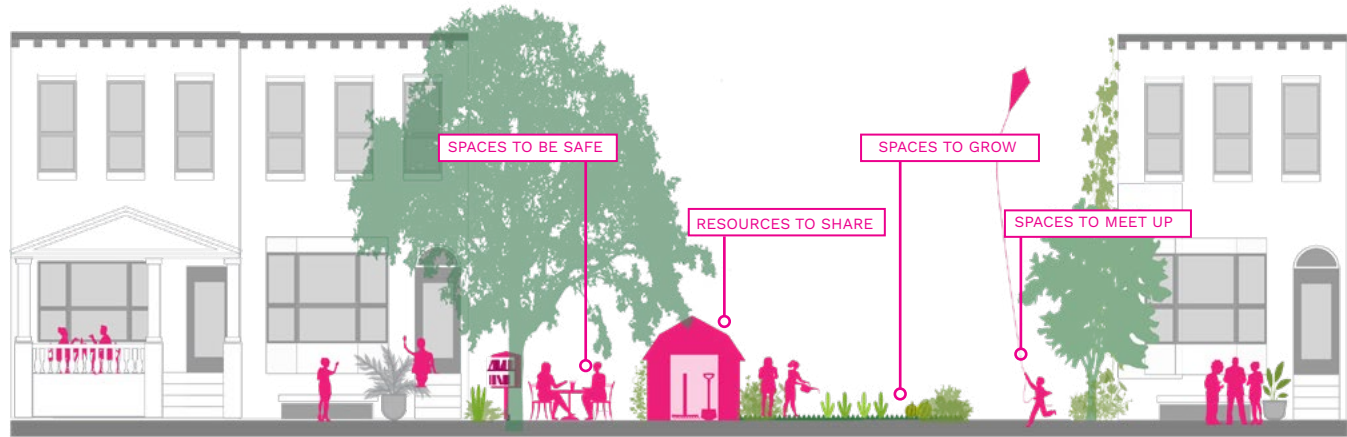 SPACES TO BE SAFE
SPACES TO GROW
RESOURCES TO SHARE
SPACES TO MEET UP